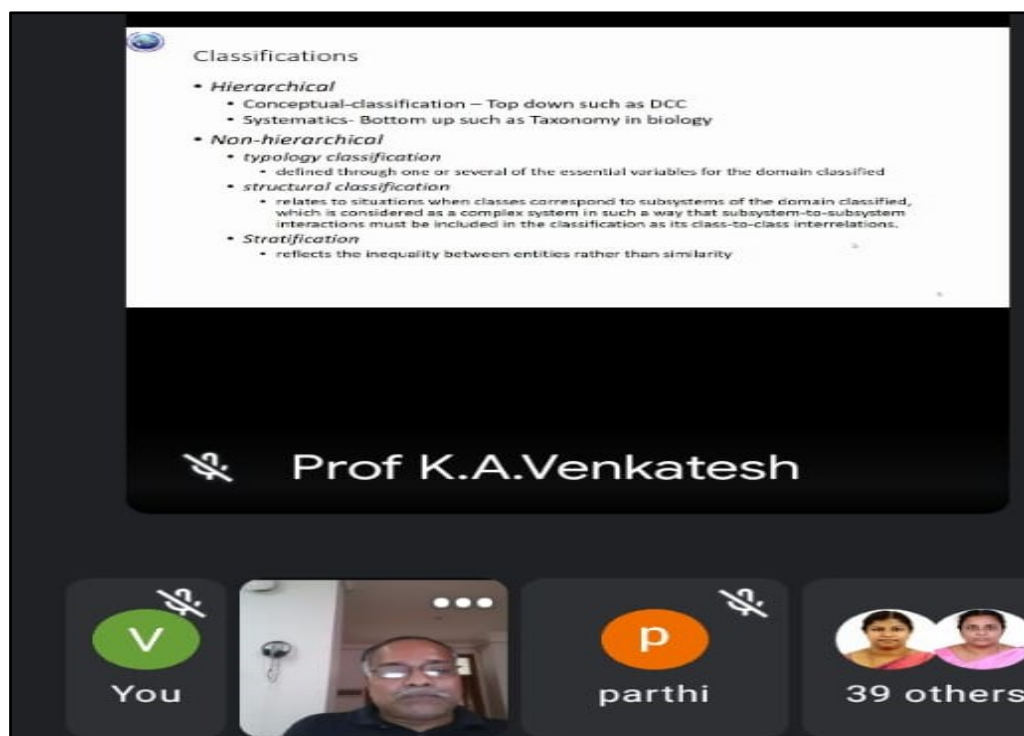 Classifications
• Hierarchical
• Conceptual-classification – Top down such as DCC
• Systematics- Bottom up such as Taxonomy in biology
• Non-hierarchical
• typology classification
• defined through one or several of the essential variables for the domain classified
• structural classification
• relates to situations when classes correspond to subsystems of the domain classified,
which is considered as a complex system in such a way that subsystem-to-subsystem
interactions must be included in the classification as its class-to-class interrelations.
• Stratification
• reflects the inequality between entities rather than similarity
Prof K.A.Venkatesh
V
You
p
parthi
39 others